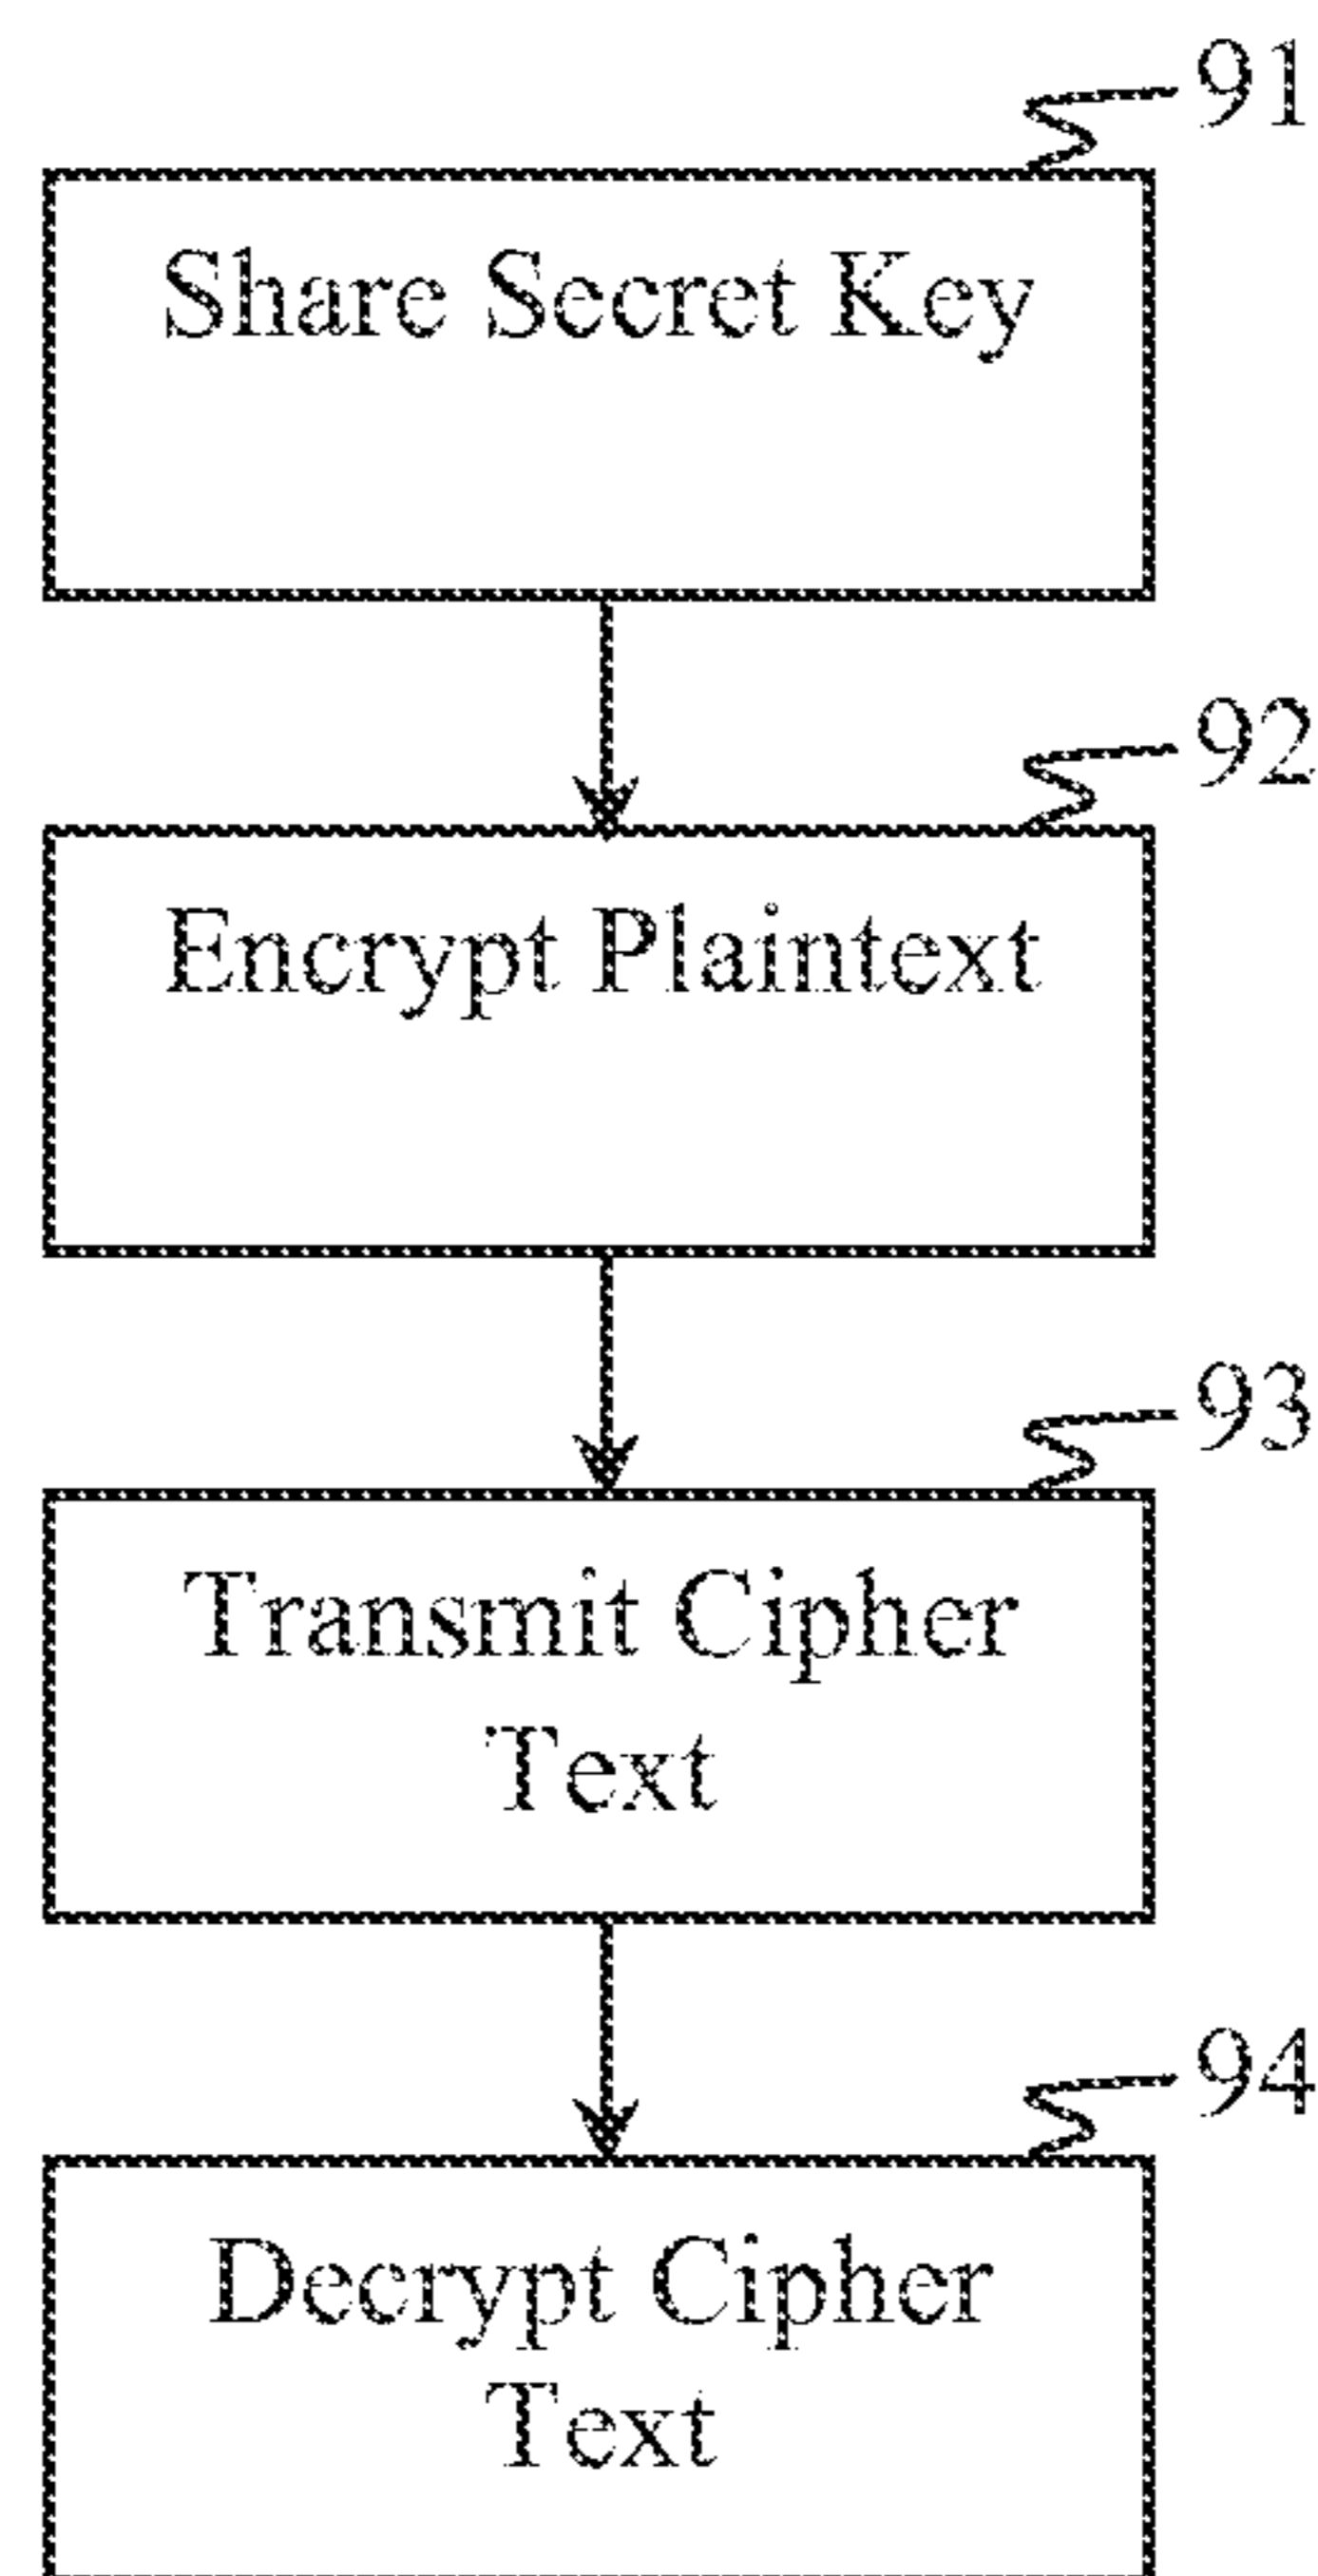 91
Share Secret Key
92
Encrypt Plaintext
93
Transmit Cipher
Text
94
Decrypt Cipher
Text